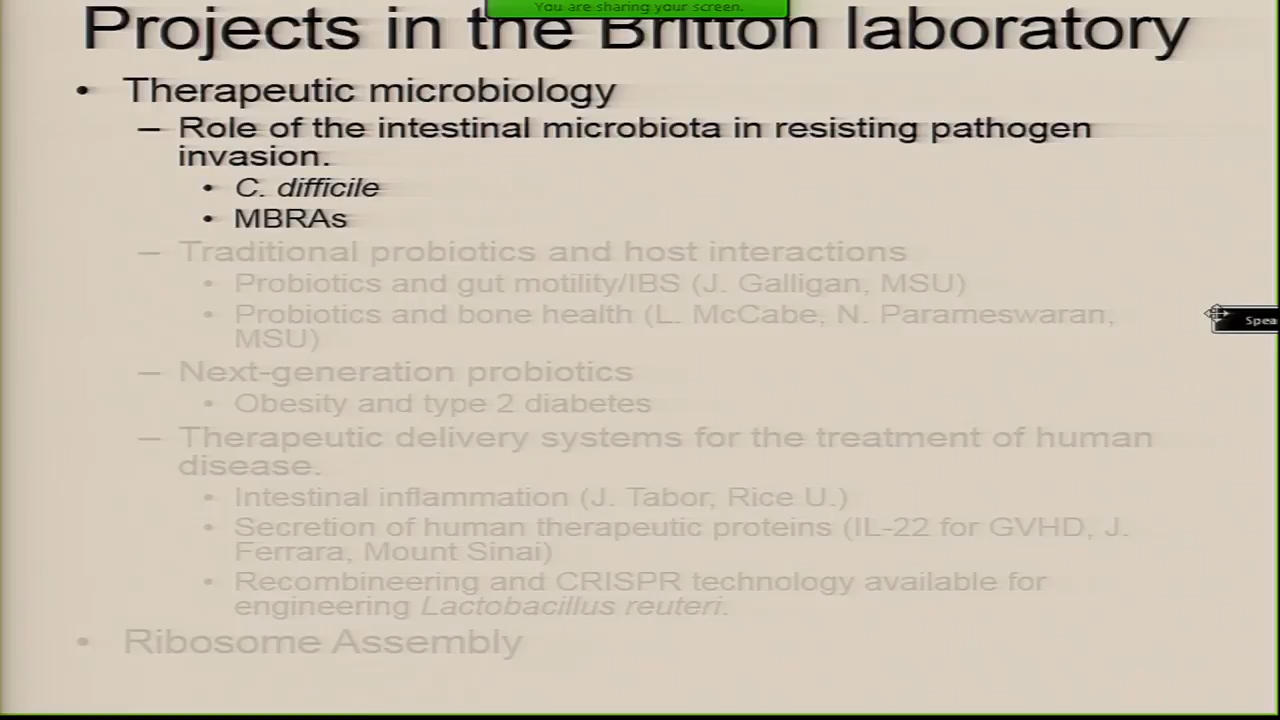 You are sharing your screen.
Projects in the Britton laboratory
• Therapeutic microbiology
– Role of the intestinal microbiota in resisting pathogen
invasion.
• C. difficile
• MBRAs
– Traditional probiotics and host interactions
• Probiotics and gut motility/IBS (J. Galligan, MSU)
• Probiotics and bone health (L. McCabe, N. Parameswaran,
MSU)
– Next-generation probiotics
• Obesity and type 2 diabetes
– Therapeutic delivery systems for the treatment of human
disease.
• Intestinal inflammation (J. Tabor, Rice U.)
• Secretion of human therapeutic proteins (IL-22 for GVHD, J.
Ferrara, Mount Sinai)
• Recombineering and CRISPR technology available for
engineering Lactobacillus reuteri.
• Ribosome Assembly